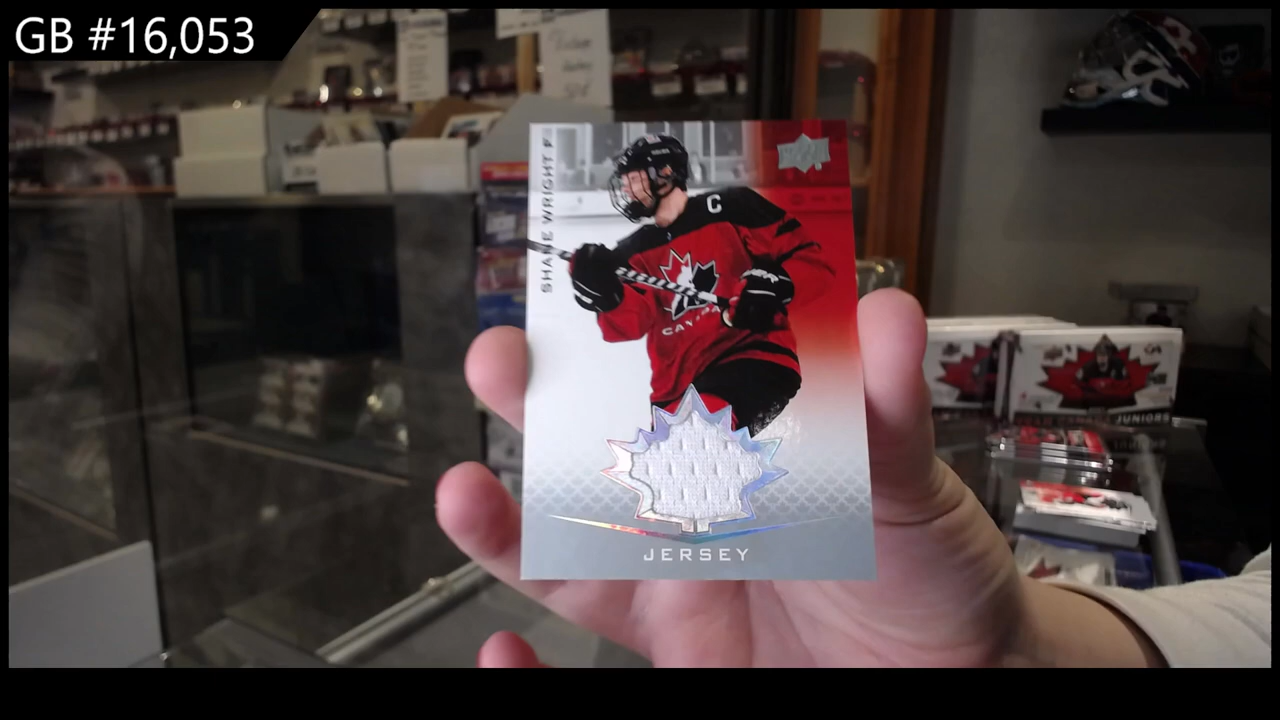 GB #16,053
SHANE WRIGHT F
C
CANADA
JERSEY
JUNIORS